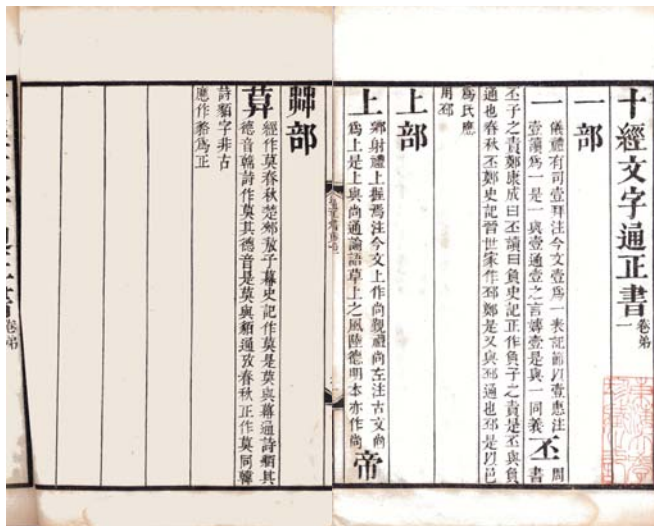 十經文字通正書 卷弟一
一部
一 儀禮有司壹拜注今文壹爲一表記節以壹惠注
壹讀爲一是一與壹通壹之言專壹是與一同義 丕 周
書
丕子之責鄭康成曰丕讀曰負史記正作負子之責是丕與負
通也春秋丕鄭史記晉世家作邳鄭是又與邳通也邳是以邑
爲氏應
用邳
上部
上 鄉射禮上握焉注今文上作尚覲禮尚左注古文尚
爲上是上與尚通論語草上之風陸德明本亦作尚 帝
茻部
莫 經作莫春秋楚郟敖子幕史記作莫是莫與幕通詩貊其
德音韓詩作莫其德音是莫與貊通攷春秋正作莫同韓
詩貊字非古
應作貉爲正